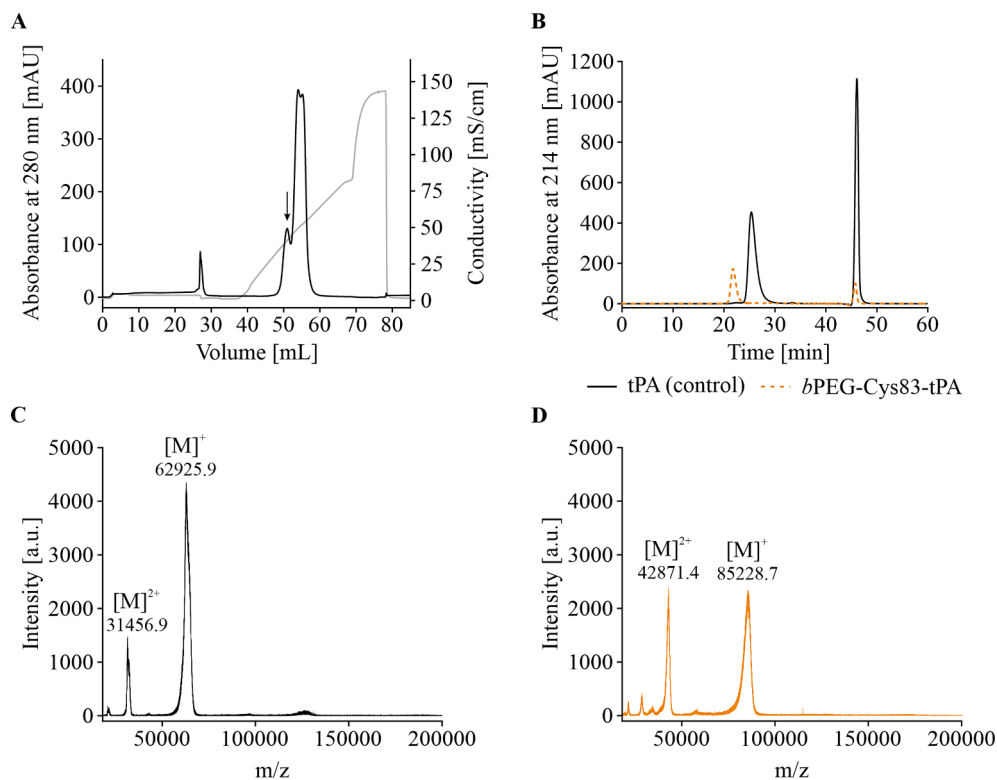 A
Absorbance at 280 nm [mAU]
400
300
200
100
0
0 10 20 30 40 50 60 70 80
Volume [mL]
150
125
100
75
50
25
0
Conductivity [mS/cm]
B
Absorbance at 214 nm [mAU]
1200
1000
800
600
400
200
0
0 10 20 30 40 50 60
Time [min]
tPA (control) bPEG-Cys83-tPA
C
Intensity [a.u.]
5000
4000
3000
2000
1000
0
[M]⁺
62925.9
[M]²⁺
31456.9
50000 100000 150000 200000
m/z
D
Intensity [a.u.]
5000
4000
3000
2000
1000
0
[M]²⁺ [M]⁺
42871.4 85228.7
50000 100000 150000 200000
m/z